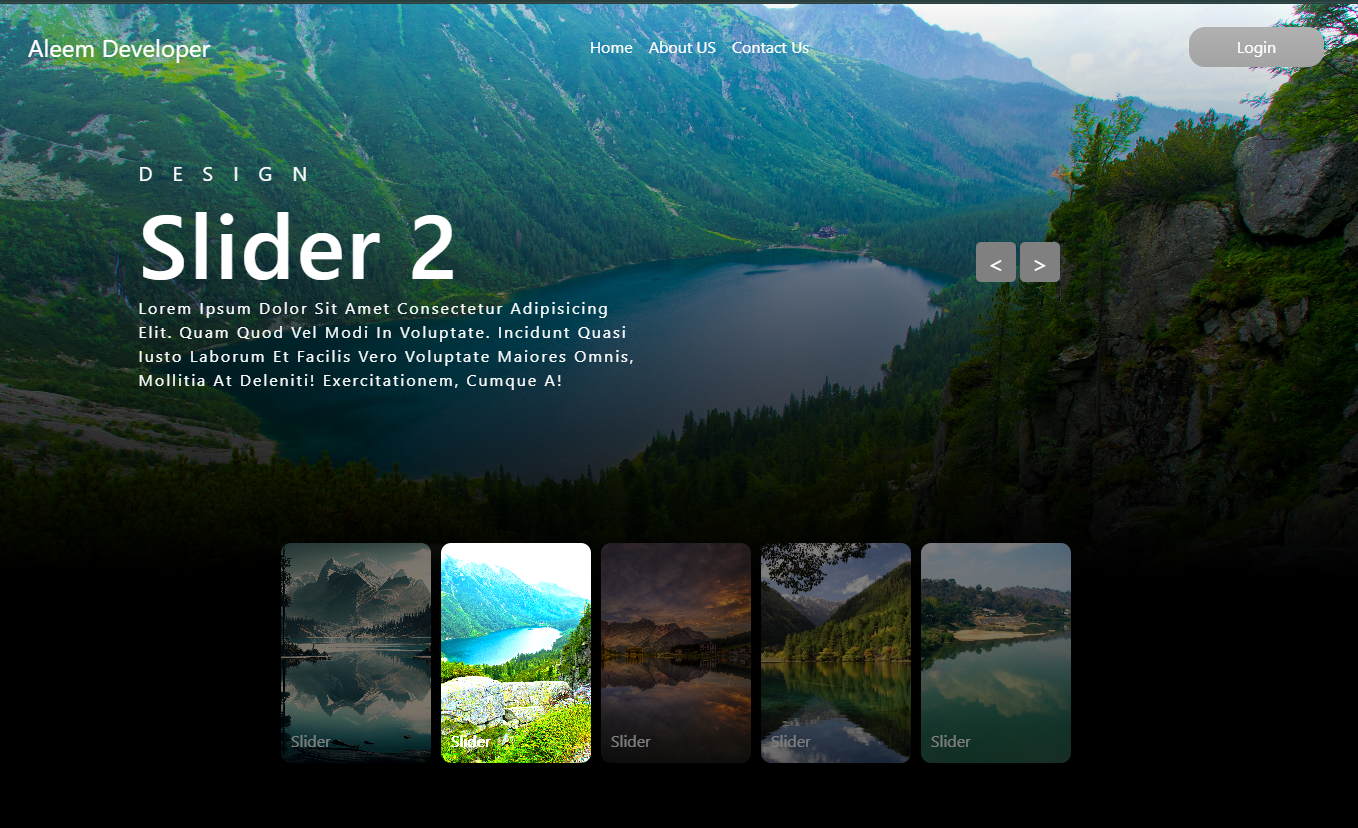 Aleem Developer
Home About US Contact Us
Login
DESIGN
Slider 2
Lorem Ipsum Dolor Sit Amet Consectetur Adipisicing
Elit. Quam Quod Vel Modi In Voluptate. Incidunt Quasi
Iusto Laborum Et Facilis Vero Voluptate Maiores Omnis,
Mollitia At Deleniti! Exercitationem, Cumque A!
< >
Slider
Slider
Slider
Slider
Slider